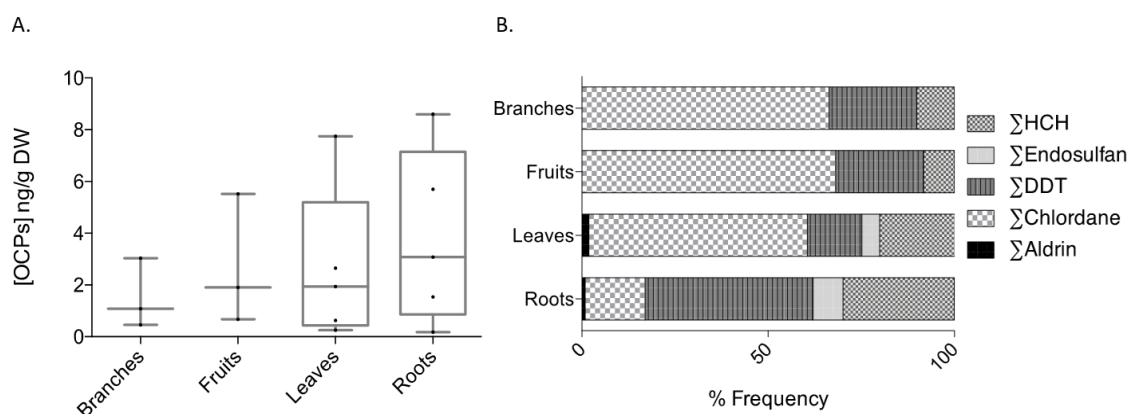 A.
[OCPs] ng/g DW
10
8
6
4
2
0
Branches
Fruits
Leaves
Roots
B.
Branches
Fruits
Leaves
Roots
0
50
100
% Frequency
∑HCH
∑Endosulfan
∑DDT
∑Chlordane
∑Aldrin